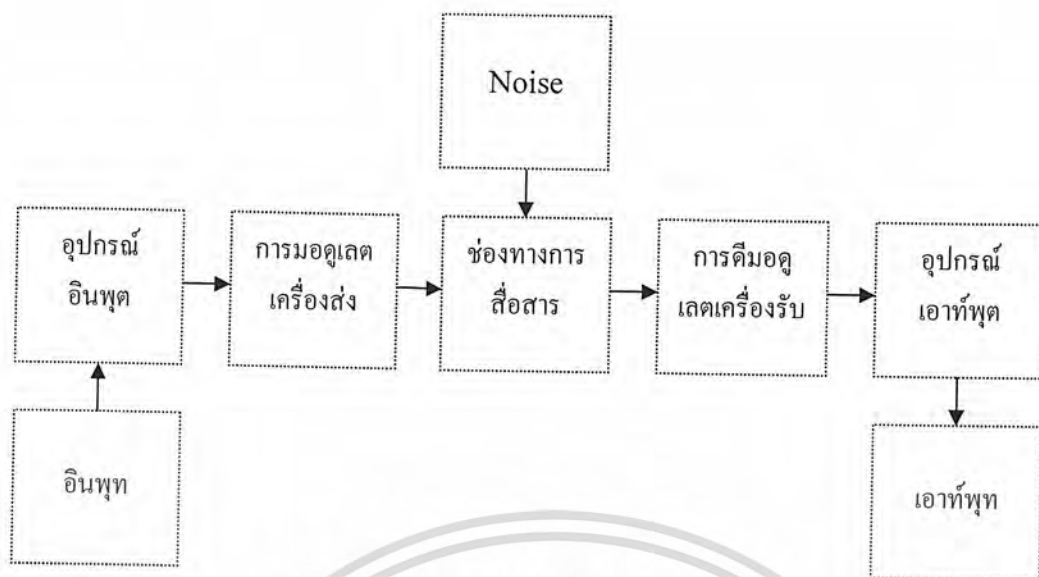 Noise
อุปกรณ์
อินพุต
การมอดูเลต
เครื่องส่ง
ช่องทางการ
สื่อสาร
การดีมอดู
เลตเครื่องรับ
อุปกรณ์
เอาท์พุต
อินพุท
เอาท์พุท